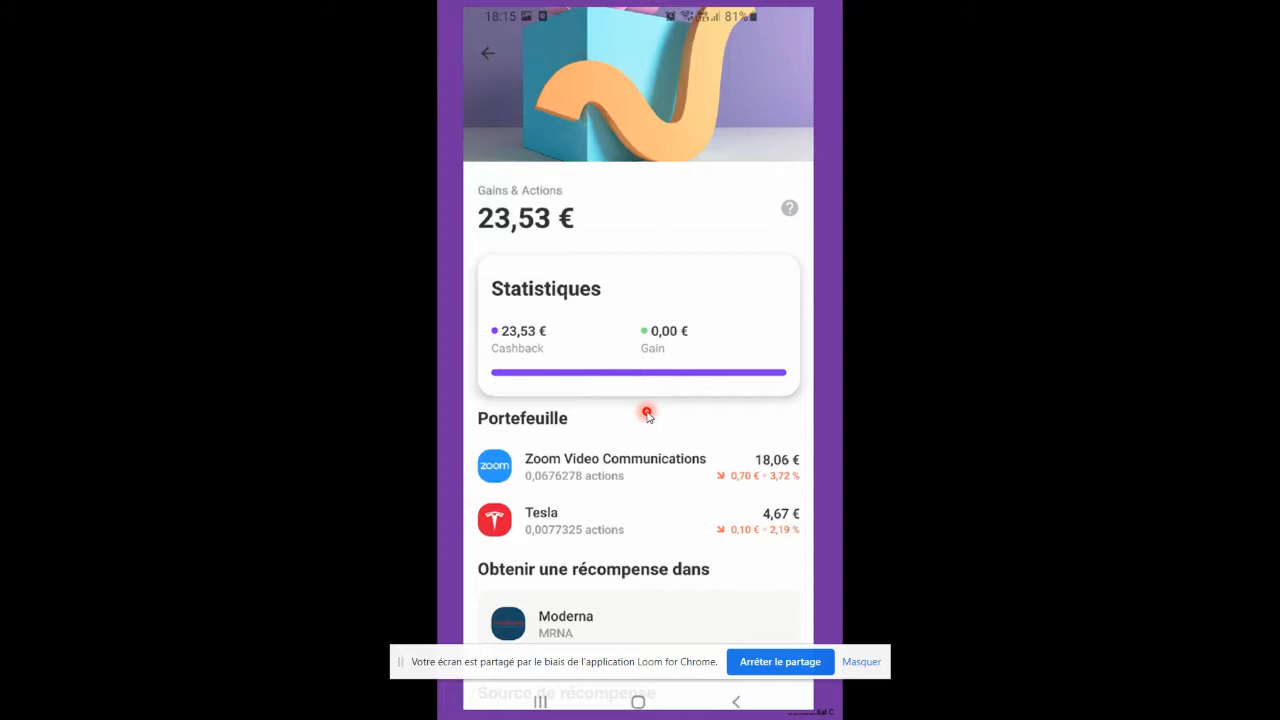 18:15 81%
Gains & Actions
23,53 €
?
Statistiques
23,53 € 0,00 €
Cashback Gain
Portefeuille
zoom Zoom Video Communications 18,06 €
0,0676278 actions 0,70 € • 3,72 %
Tesla 4,67 €
0,0077325 actions 0,10 € • 2,19 %
Obtenir une récompense dans
Moderna
MRNA
Votre écran est partagé par le biais de l'application Loom for Chrome. Arrêter le partage Masquer
Source de récompense